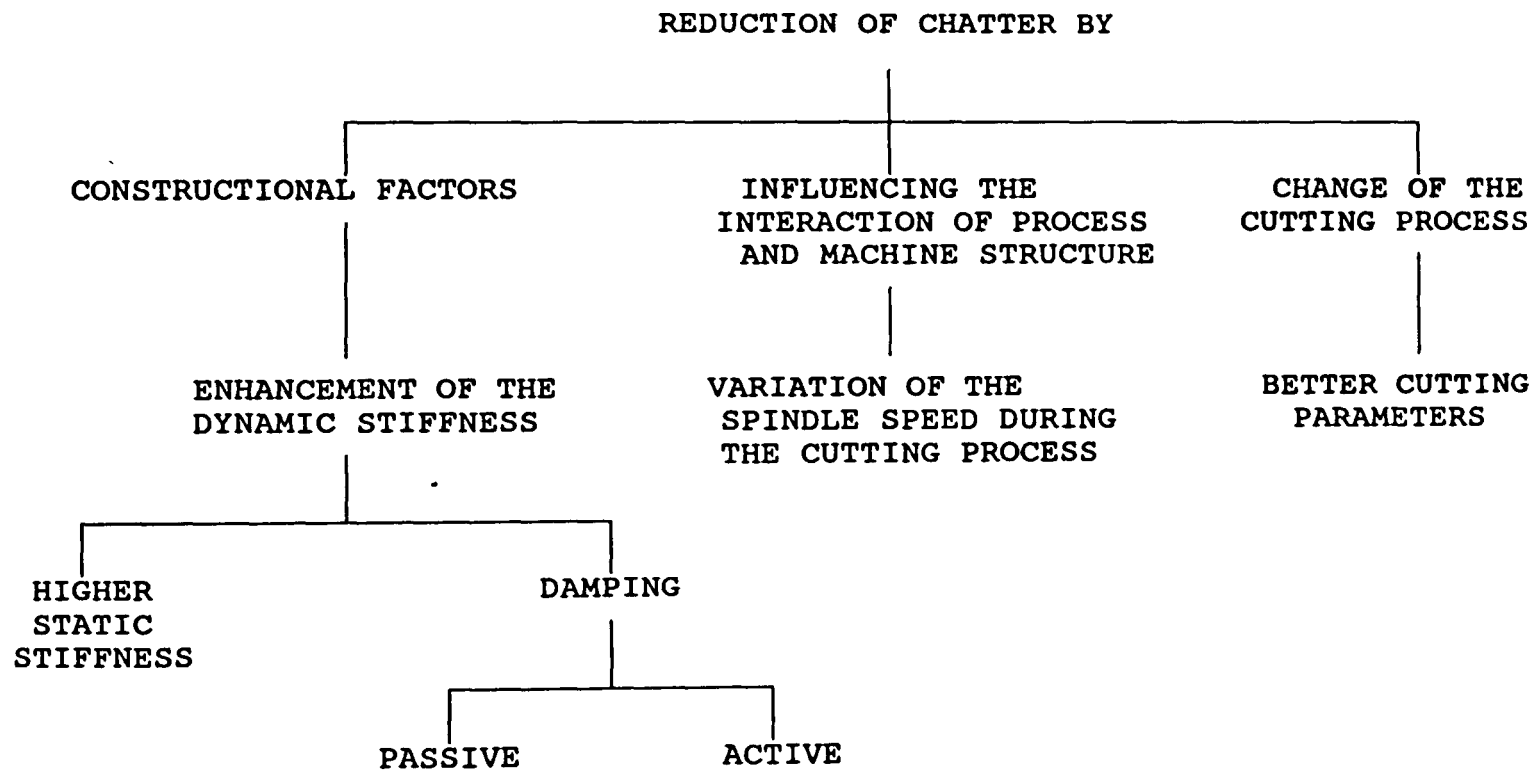 REDUCTION OF CHATTER BY
CONSTRUCTIONAL FACTORS
INFLUENCING THE
INTERACTION OF PROCESS
AND MACHINE STRUCTURE
CHANGE OF THE
CUTTING PROCESS
ENHANCEMENT OF THE
DYNAMIC STIFFNESS
VARIATION OF THE
SPINDLE SPEED DURING
THE CUTTING PROCESS
BETTER CUTTING
PARAMETERS
HIGHER
STATIC
STIFFNESS
DAMPING
PASSIVE
ACTIVE